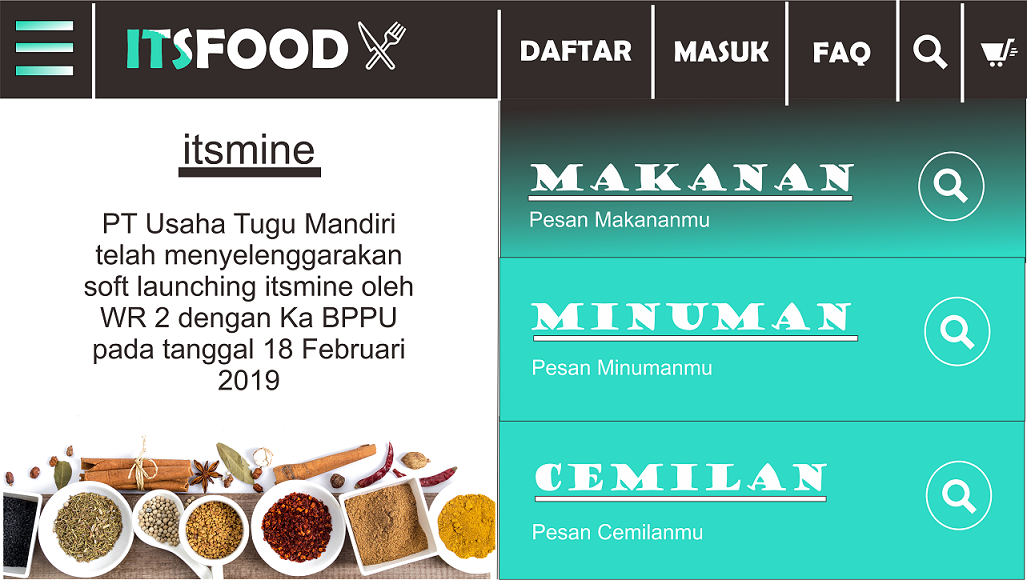 ITSFOOD
DAFTAR
MASUK
FAQ
itsmine
PT Usaha Tugu Mandiri
telah menyelenggarakan
soft launching itsmine oleh
WR 2 dengan Ka BPPU
pada tanggal 18 Februari
2019
MAKANAN
Pesan Makananmu
MINUMAN
Pesan Minumanmu
CEMILAN
Pesan Cemilanmu